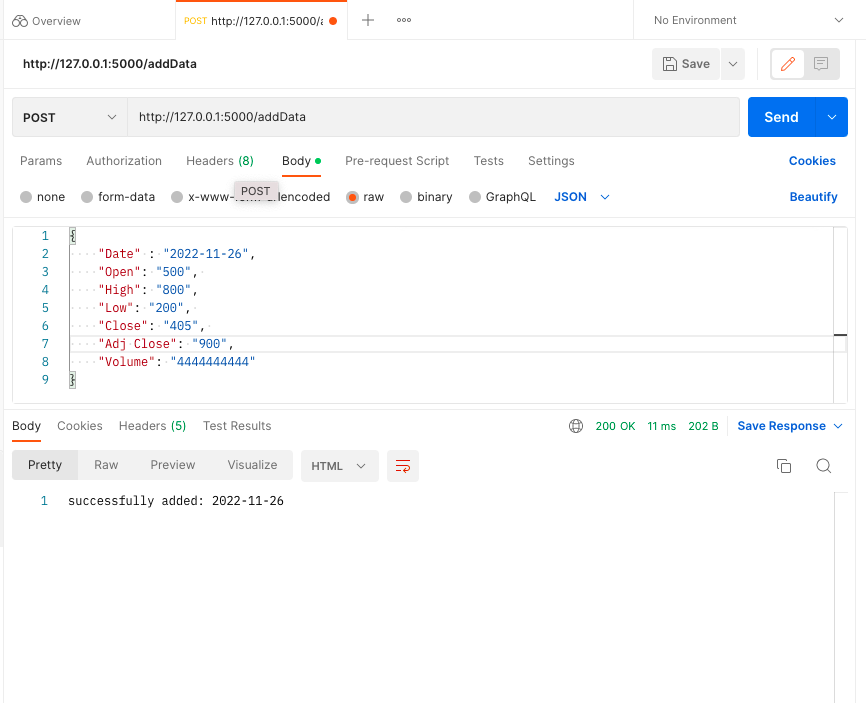 Overview
POST http://127.0.0.1:5000/a
No Environment
http://127.0.0.1:5000/addData
Save
POST
http://127.0.0.1:5000/addData
Send
Params Authorization Headers (8) Body Pre-request Script Tests Settings Cookies
none form-data x-www-form-urlencoded raw binary GraphQL JSON Beautify
POST
1 {
2 ····"Date"·:·"2022-11-26",
3 ····"Open":·"500",·
4 ····"High":·"800",
5 ····"Low":·"200",·
6 ····"Close":·"405",·
7 ····"Adj·Close":·"900",
8 ····"Volume":·"4444444444"
9 }
Body Cookies Headers (5) Test Results 200 OK 11 ms 202 B Save Response
Pretty Raw Preview Visualize HTML
1 successfully added: 2022-11-26